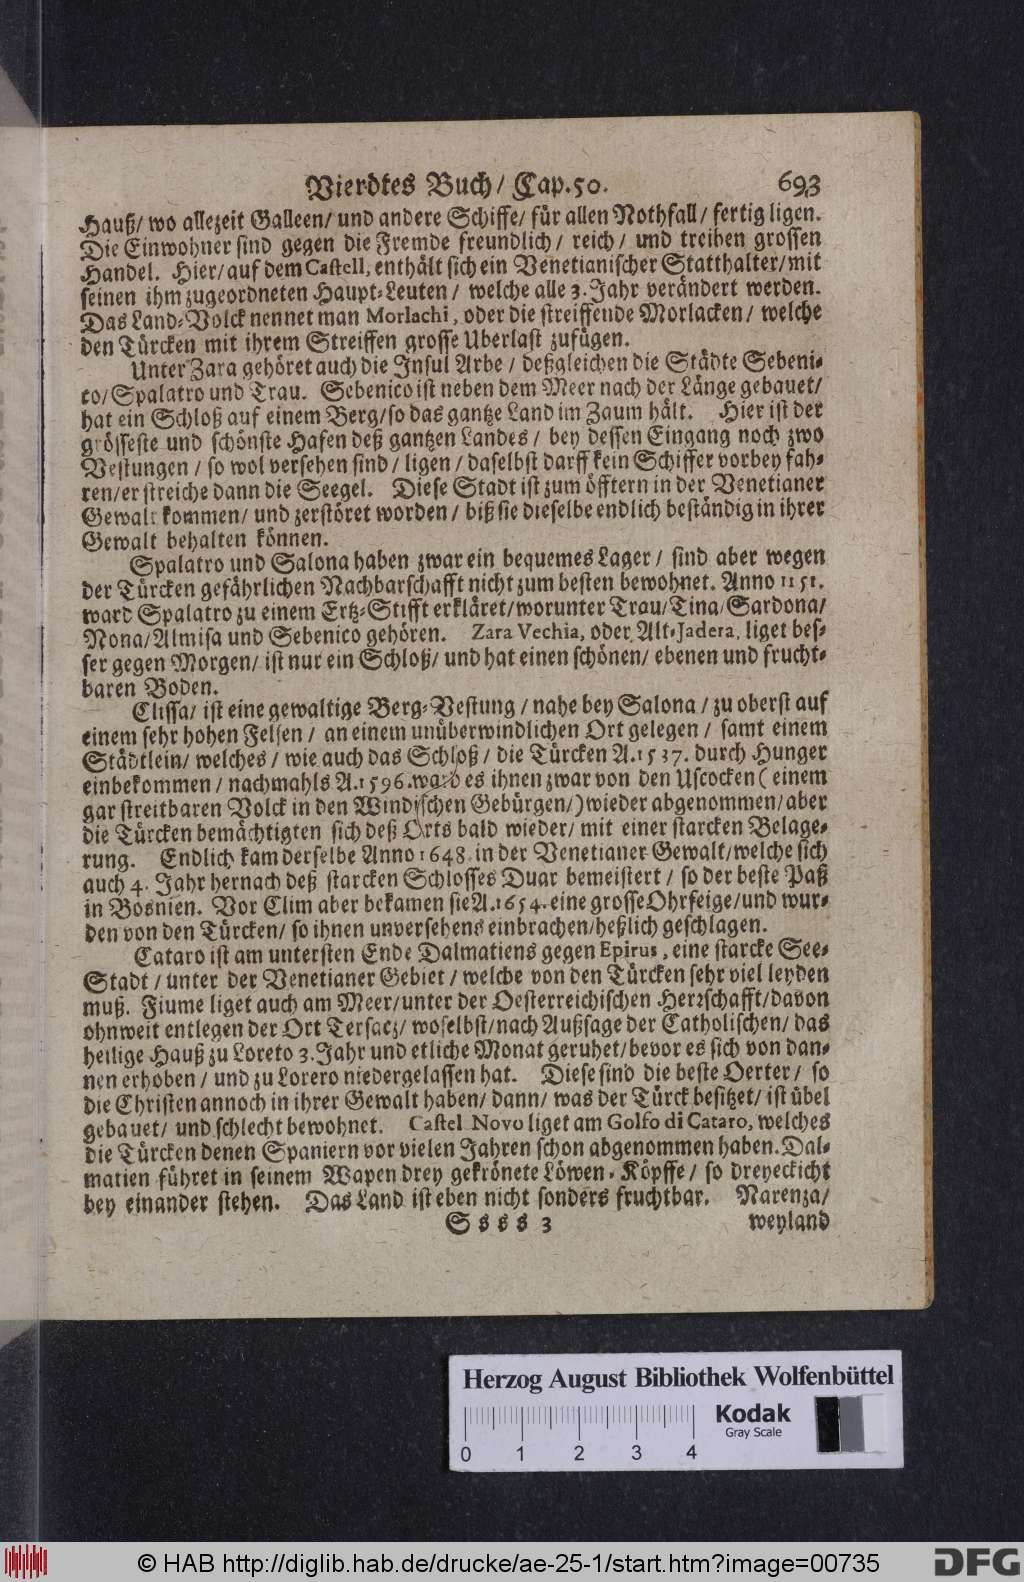 Vierdtes Buch / Cap. 50. 693
Hauß / wo allezeit Galleen / und andere Schiffe / für allen Nothfall / fertig ligen.
Die Einwohner sind gegen die Fremde freundlich / reich / und treiben grossen
Handel. Hier / auf dem Castell, enthält sich ein Venetianischer Statthalter / mit
seinen ihm zugeordneten Haupt-Leuten / welche alle 3. Jahr verändert werden.
Das Land-Volck nennet man Morlachi, oder die streiffende Morlacken / welche
den Türcken mit ihrem Streiffen grosse Uberlast zufügen.
Unter Zara gehöret auch die Insul Arbe / deßgleichen die Städte Sebeni-
co / Spalatro und Trau. Sebenico ist neben dem Meer nach der Länge gebauet /
hat ein Schloß auf einem Berg / so das gantze Land im Zaum hält. Hier ist der
grösseste und schönste Hafen deß gantzen Landes / bey dessen Eingang noch zwo
Vestungen / so wol versehen sind / ligen / daselbst darff kein Schiffer vorbey fah-
ren / er streiche dann die Seegel. Diese Stadt ist zum öfftern in der Venetianer
Gewalt kommen / und zerstöret worden / biß sie dieselbe endlich beständig in ihrer
Gewalt behalten können.
Spalatro und Salona haben zwar ein bequemes Lager / sind aber wegen
der Türcken gefährlichen Nachbarschafft nicht zum besten bewohnet. Anno 1151.
ward Spalatro zu einem Ertz-Stifft erkläret / worunter Trau / Tina / Sardona /
Nona / Almisa und Sebenico gehören. Zara Vechia, oder Alt-Jadera, liget bes-
ser gegen Morgen / ist nur ein Schloß / und hat einen schönen / ebenen und frucht-
baren Boden.
Clissa / ist eine gewaltige Berg-Vestung / nahe bey Salona / zu oberst auf
einem sehr hohen Felsen / an einem unüberwindlichen Ort gelegen / samt einem
Städtlein / welches / wie auch das Schloß / die Türcken A. 1537. durch Hunger
einbekommen / nachmahls A. 1596. ward es ihnen zwar von den Uscocken ( einem
gar streitbaren Volck in den Windischen Gebürgen / ) wieder abgenommen / aber
die Türcken bemächtigten sich deß Orts bald wieder / mit einer starcken Belage-
rung. Endlich kam derselbe Anno 1648 in der Venetianer Gewalt / welche sich
auch 4. Jahr hernach deß starcken Schlosses Duar bemeistert / so der beste Paß
in Bosnien. Vor Clim aber bekamen sie A. 1654. eine grosse Ohrfeige / und wur-
den von den Türcken / so ihnen unversehens einbrachen / heßlich geschlagen.
Cataro ist am untersten Ende Dalmatiens gegen Epirus, eine starcke See-
Stadt / unter der Venetianer Gebiet / welche von den Türcken sehr viel leyden
muß. Fiume liget auch am Meer / unter der Oesterreichischen Herzschafft / davon
ohnweit entlegen der Ort Tersacz / woselbst / nach Außsage der Catholischen / das
heilige Hauß zu Loreto 3. Jahr und etliche Monat geruhet / bevor es sich von dan-
nen erhoben / und zu Lorero niedergelassen hat. Diese sind die beste Oerter / so
die Christen annoch in ihrer Gewalt haben / dann / was der Türck besitzet / ist übel
gebauet / und schlecht bewohnet. Castel Novo liget am Golfo di Cataro, welches
die Türcken denen Spaniern vor vielen Jahren schon abgenommen haben. Dal-
matien führet in seinem Wapen drey gekrönete Löwen-Köpffe / so dreyeckicht
bey einander stehen. Das Land ist eben nicht sonders fruchtbar. Narenza /
Ssss 3 weyland
Herzog August Bibliothek Wolfenbüttel
Kodak
Gray Scale
0 1 2 3 4
© HAB http://diglib.hab.de/drucke/ae-25-1/start.htm?image=00735
DFG